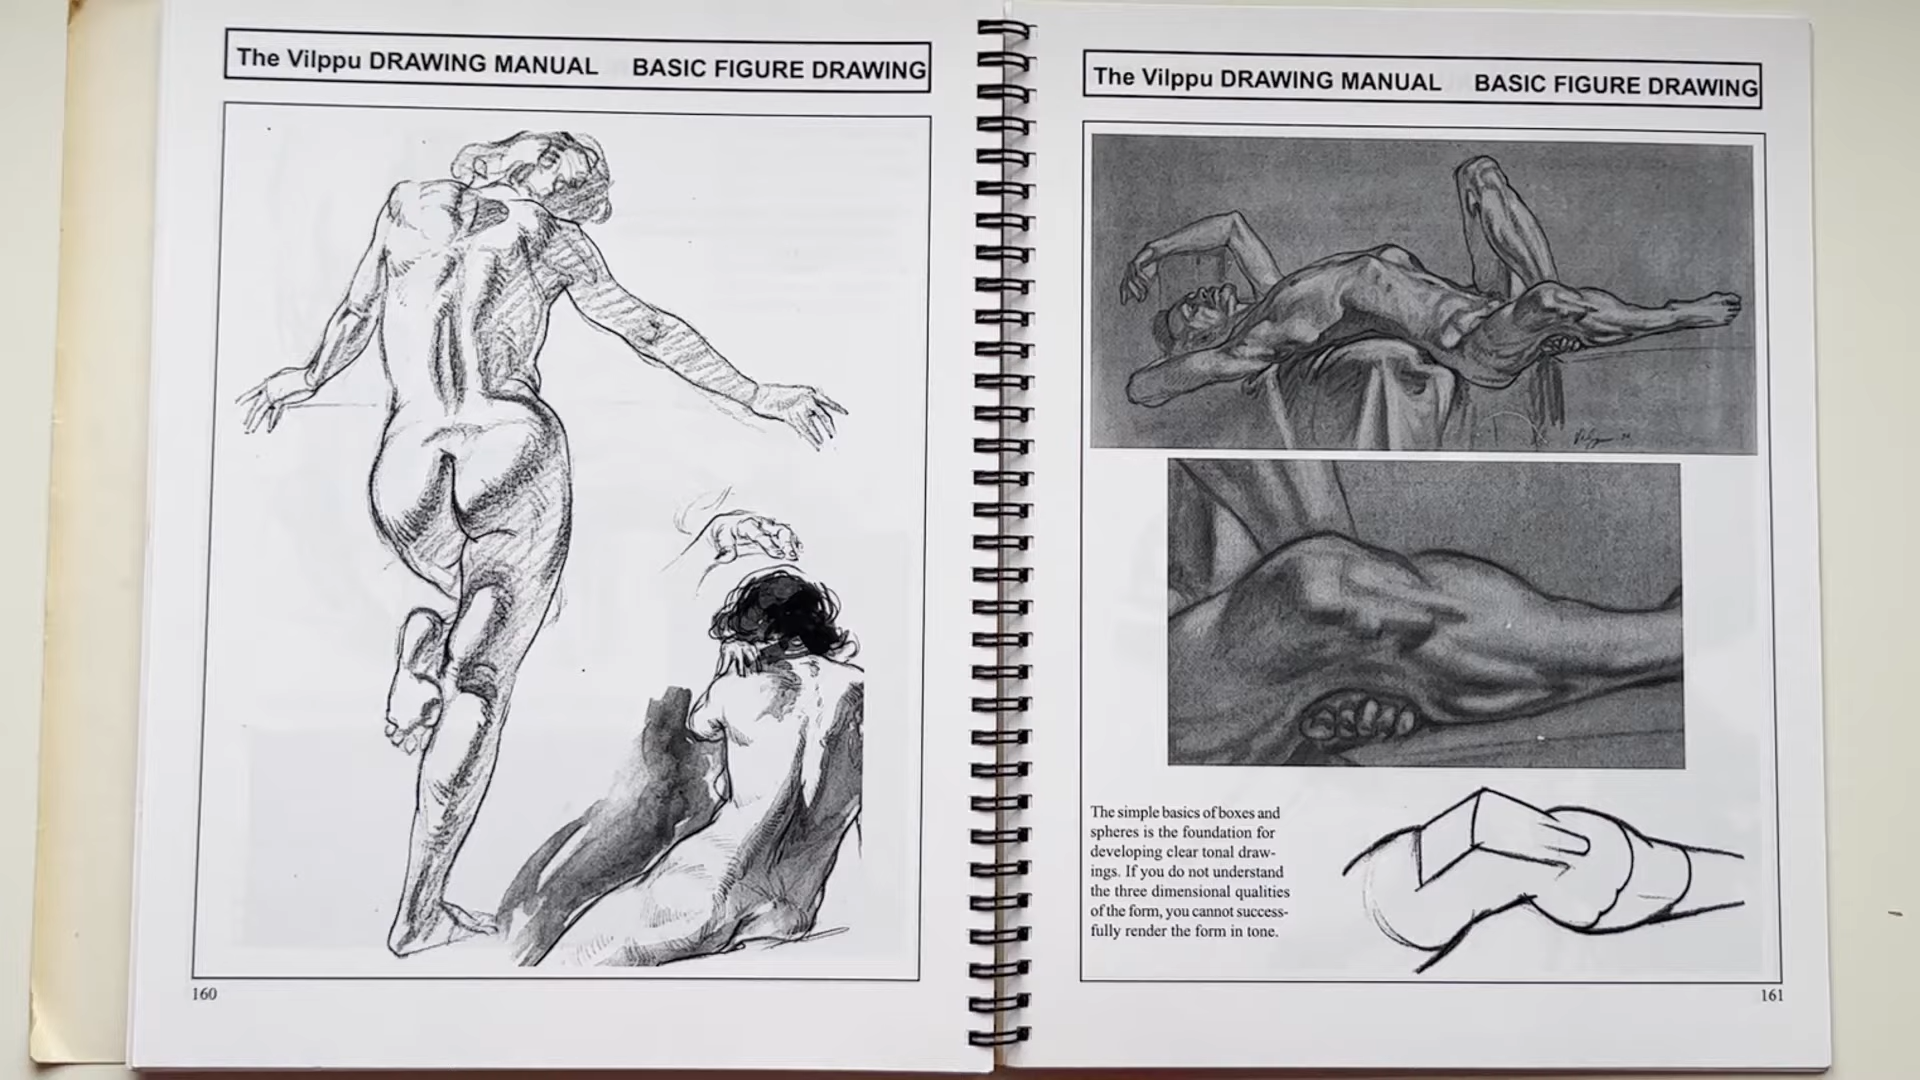 The Vilppu DRAWING MANUAL BASIC FIGURE DRAWING
160
The Vilppu DRAWING MANUAL BASIC FIGURE DRAWING
The simple basics of boxes and
spheres is the foundation for
developing clear tonal draw-
ings. If you do not understand
the three dimensional qualities
of the form, you cannot success-
fully render the form in tone.
161